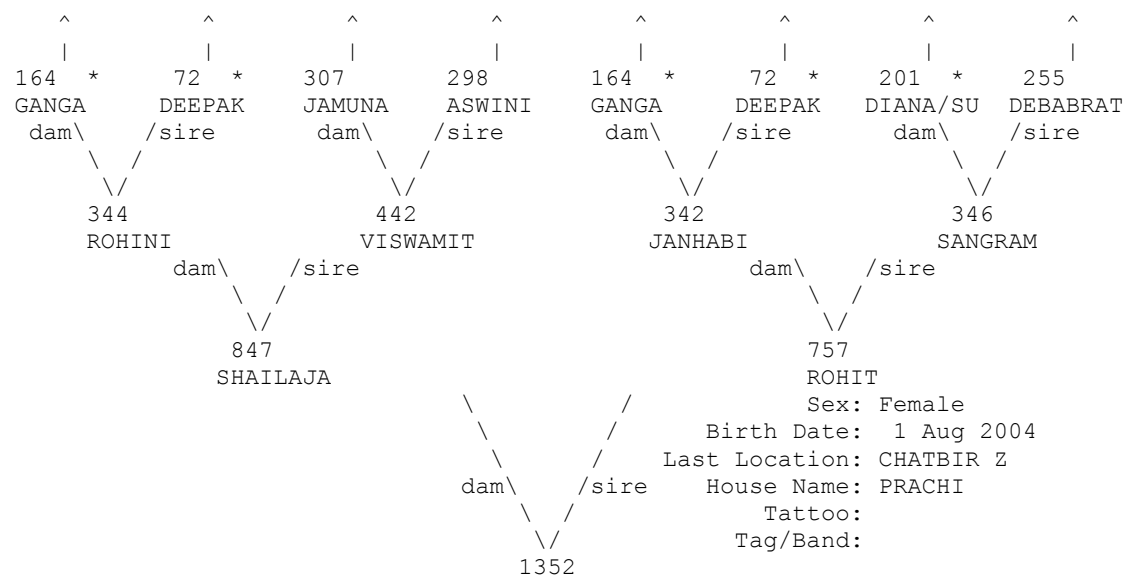 ^ ^ ^ ^ ^ ^ ^ ^
| | | | | | | |
164 * 72 * 307 298 164 * 72 * 201 * 255
GANGA DEEPAK JAMUNA ASWINI GANGA DEEPAK DIANA/SU DEBABRAT
dam\ /sire dam\ /sire dam\ /sire dam\ /sire
\ / \ / \ / \ /
\/ \/ \/ \/
344 442 342 346
ROHINI VISWAMIT JANHABI SANGRAM
dam\ /sire dam\ /sire
\ / \ /
\/ \/
847 757
SHAILAJA ROHIT
\ / Sex: Female
\ / Birth Date: 1 Aug 2004
\ / Last Location: CHATBIR Z
dam\ /sire House Name: PRACHI
\ / Tattoo:
\/ Tag/Band:
1352